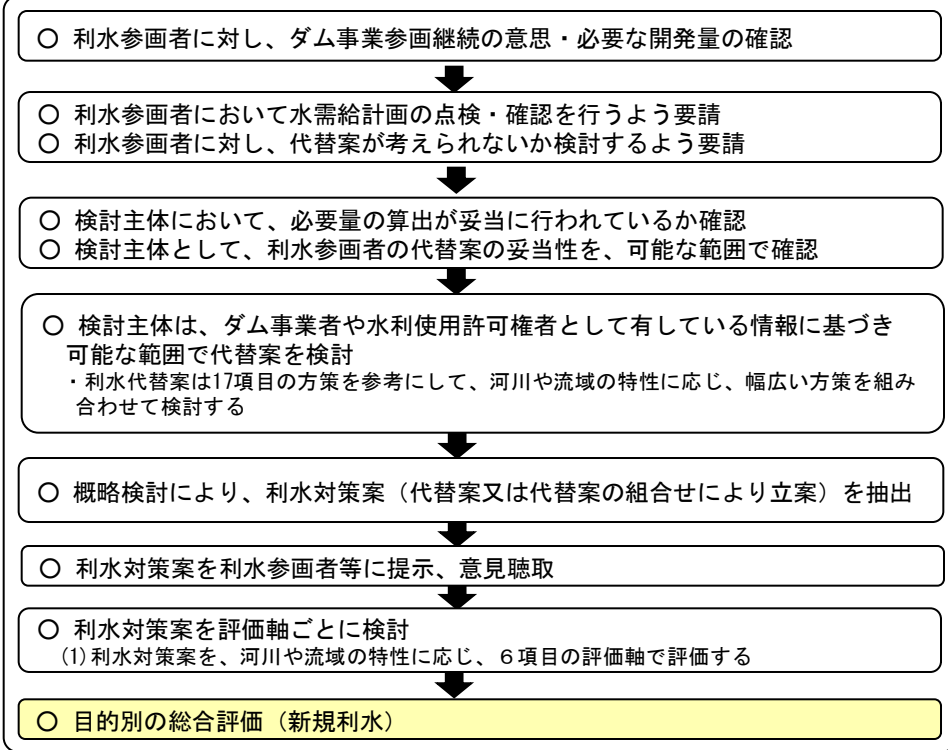 ○ 利水参画者に対し、ダム事業参画継続の意思・必要な開発量の確認
○ 利水参画者において水需給計画の点検・確認を行うよう要請
○ 利水参画者に対し、代替案が考えられないか検討するよう要請
○ 検討主体において、必要量の算出が妥当に行われているか確認
○ 検討主体として、利水参画者の代替案の妥当性を、可能な範囲で確認
○ 検討主体は、ダム事業者や水利使用許可権者として有している情報に基づき
可能な範囲で代替案を検討
・利水代替案は17項目の方策を参考にして、河川や流域の特性に応じ、幅広い方策を組み
合わせて検討する
○ 概略検討により、利水対策案（代替案又は代替案の組合せにより立案）を抽出
○ 利水対策案を利水参画者等に提示、意見聴取
○ 利水対策案を評価軸ごとに検討
(1)利水対策案を、河川や流域の特性に応じ、６項目の評価軸で評価する
○ 目的別の総合評価（新規利水）